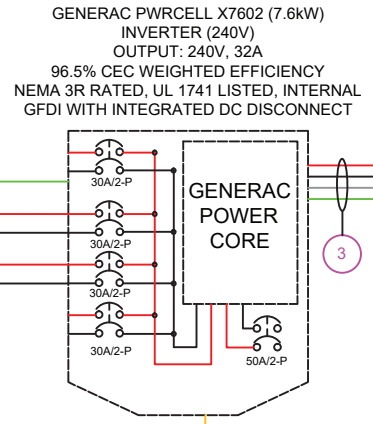 GENERAC PWRCELL X7602 (7.6kW)
INVERTER (240V)
OUTPUT: 240V, 32A
96.5% CEC WEIGHTED EFFICIENCY
NEMA 3R RATED, UL 1741 LISTED, INTERNAL
GFDI WITH INTEGRATED DC DISCONNECT
30A/2-P
30A/2-P
30A/2-P
30A/2-P
GENERAC
POWER
CORE
50A/2-P
3